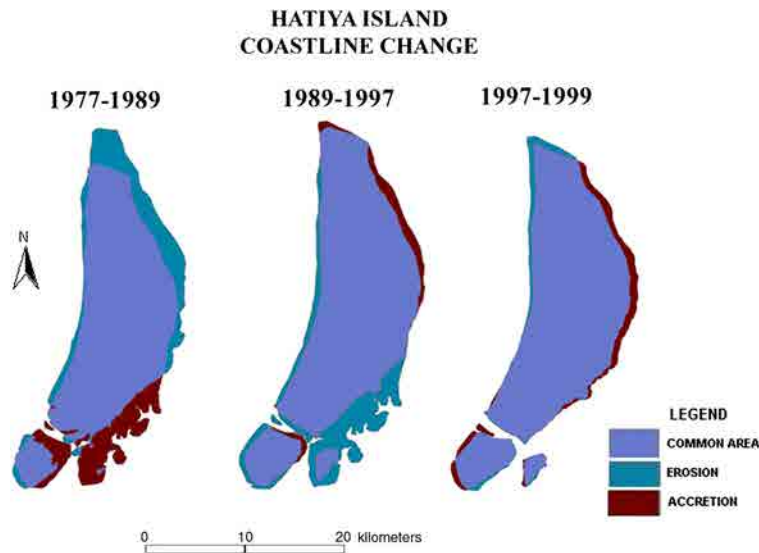 HATIYA ISLAND
COASTLINE CHANGE
1977-1989
1989-1997
1997-1999
N
LEGEND
COMMON AREA
EROSION
ACCRETION
0 10 20 kilometers